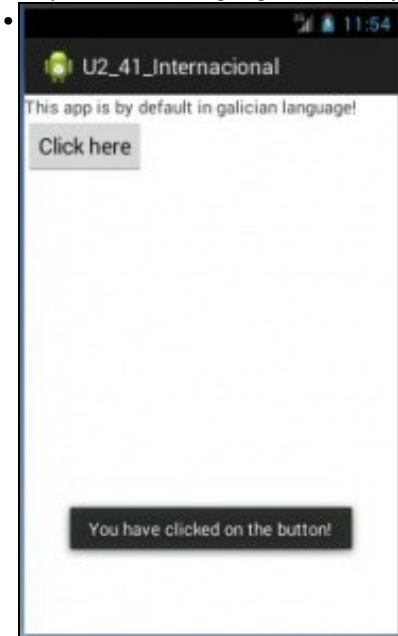 11:54
U2_41_Internacional
This app is by default in galician language!
Click here
You have clicked on the button!